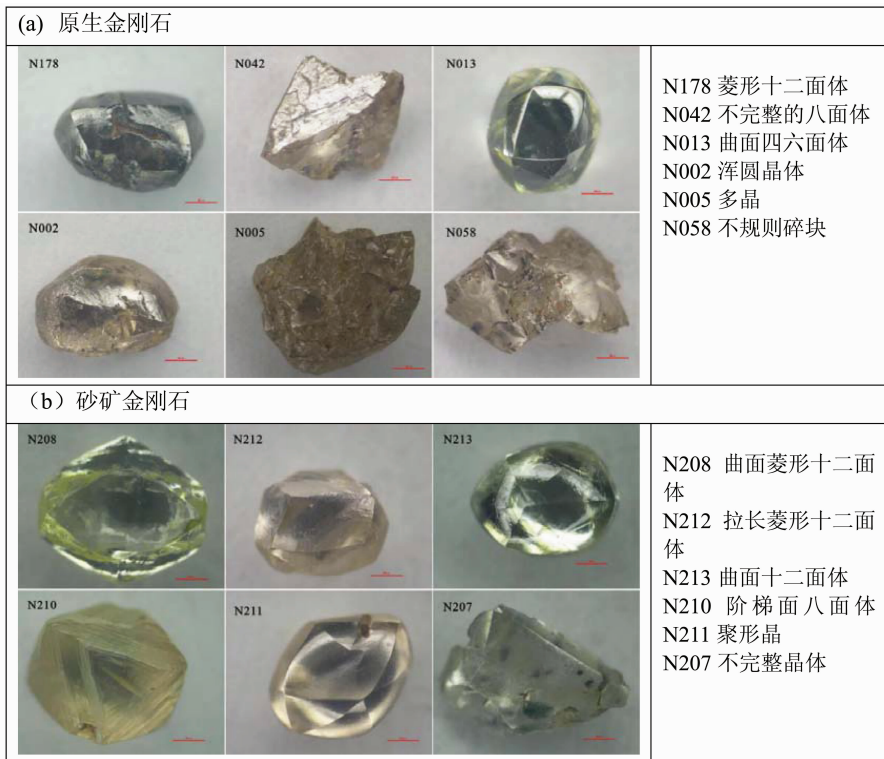 (a) 原生金刚石
N178
N042
N013
N002
N005
N058
N178 菱形十二面体
N042 不完整的八面体
N013 曲面四六面体
N002 浑圆晶体
N005 多晶
N058 不规则碎块
（b）砂矿金刚石
N208
N212
N213
N210
N211
N207
N208 曲面菱形十二面
体
N212 拉长菱形十二面
体
N213 曲面十二面体
N210 阶梯面八面体
N211 聚形晶
N207 不完整晶体